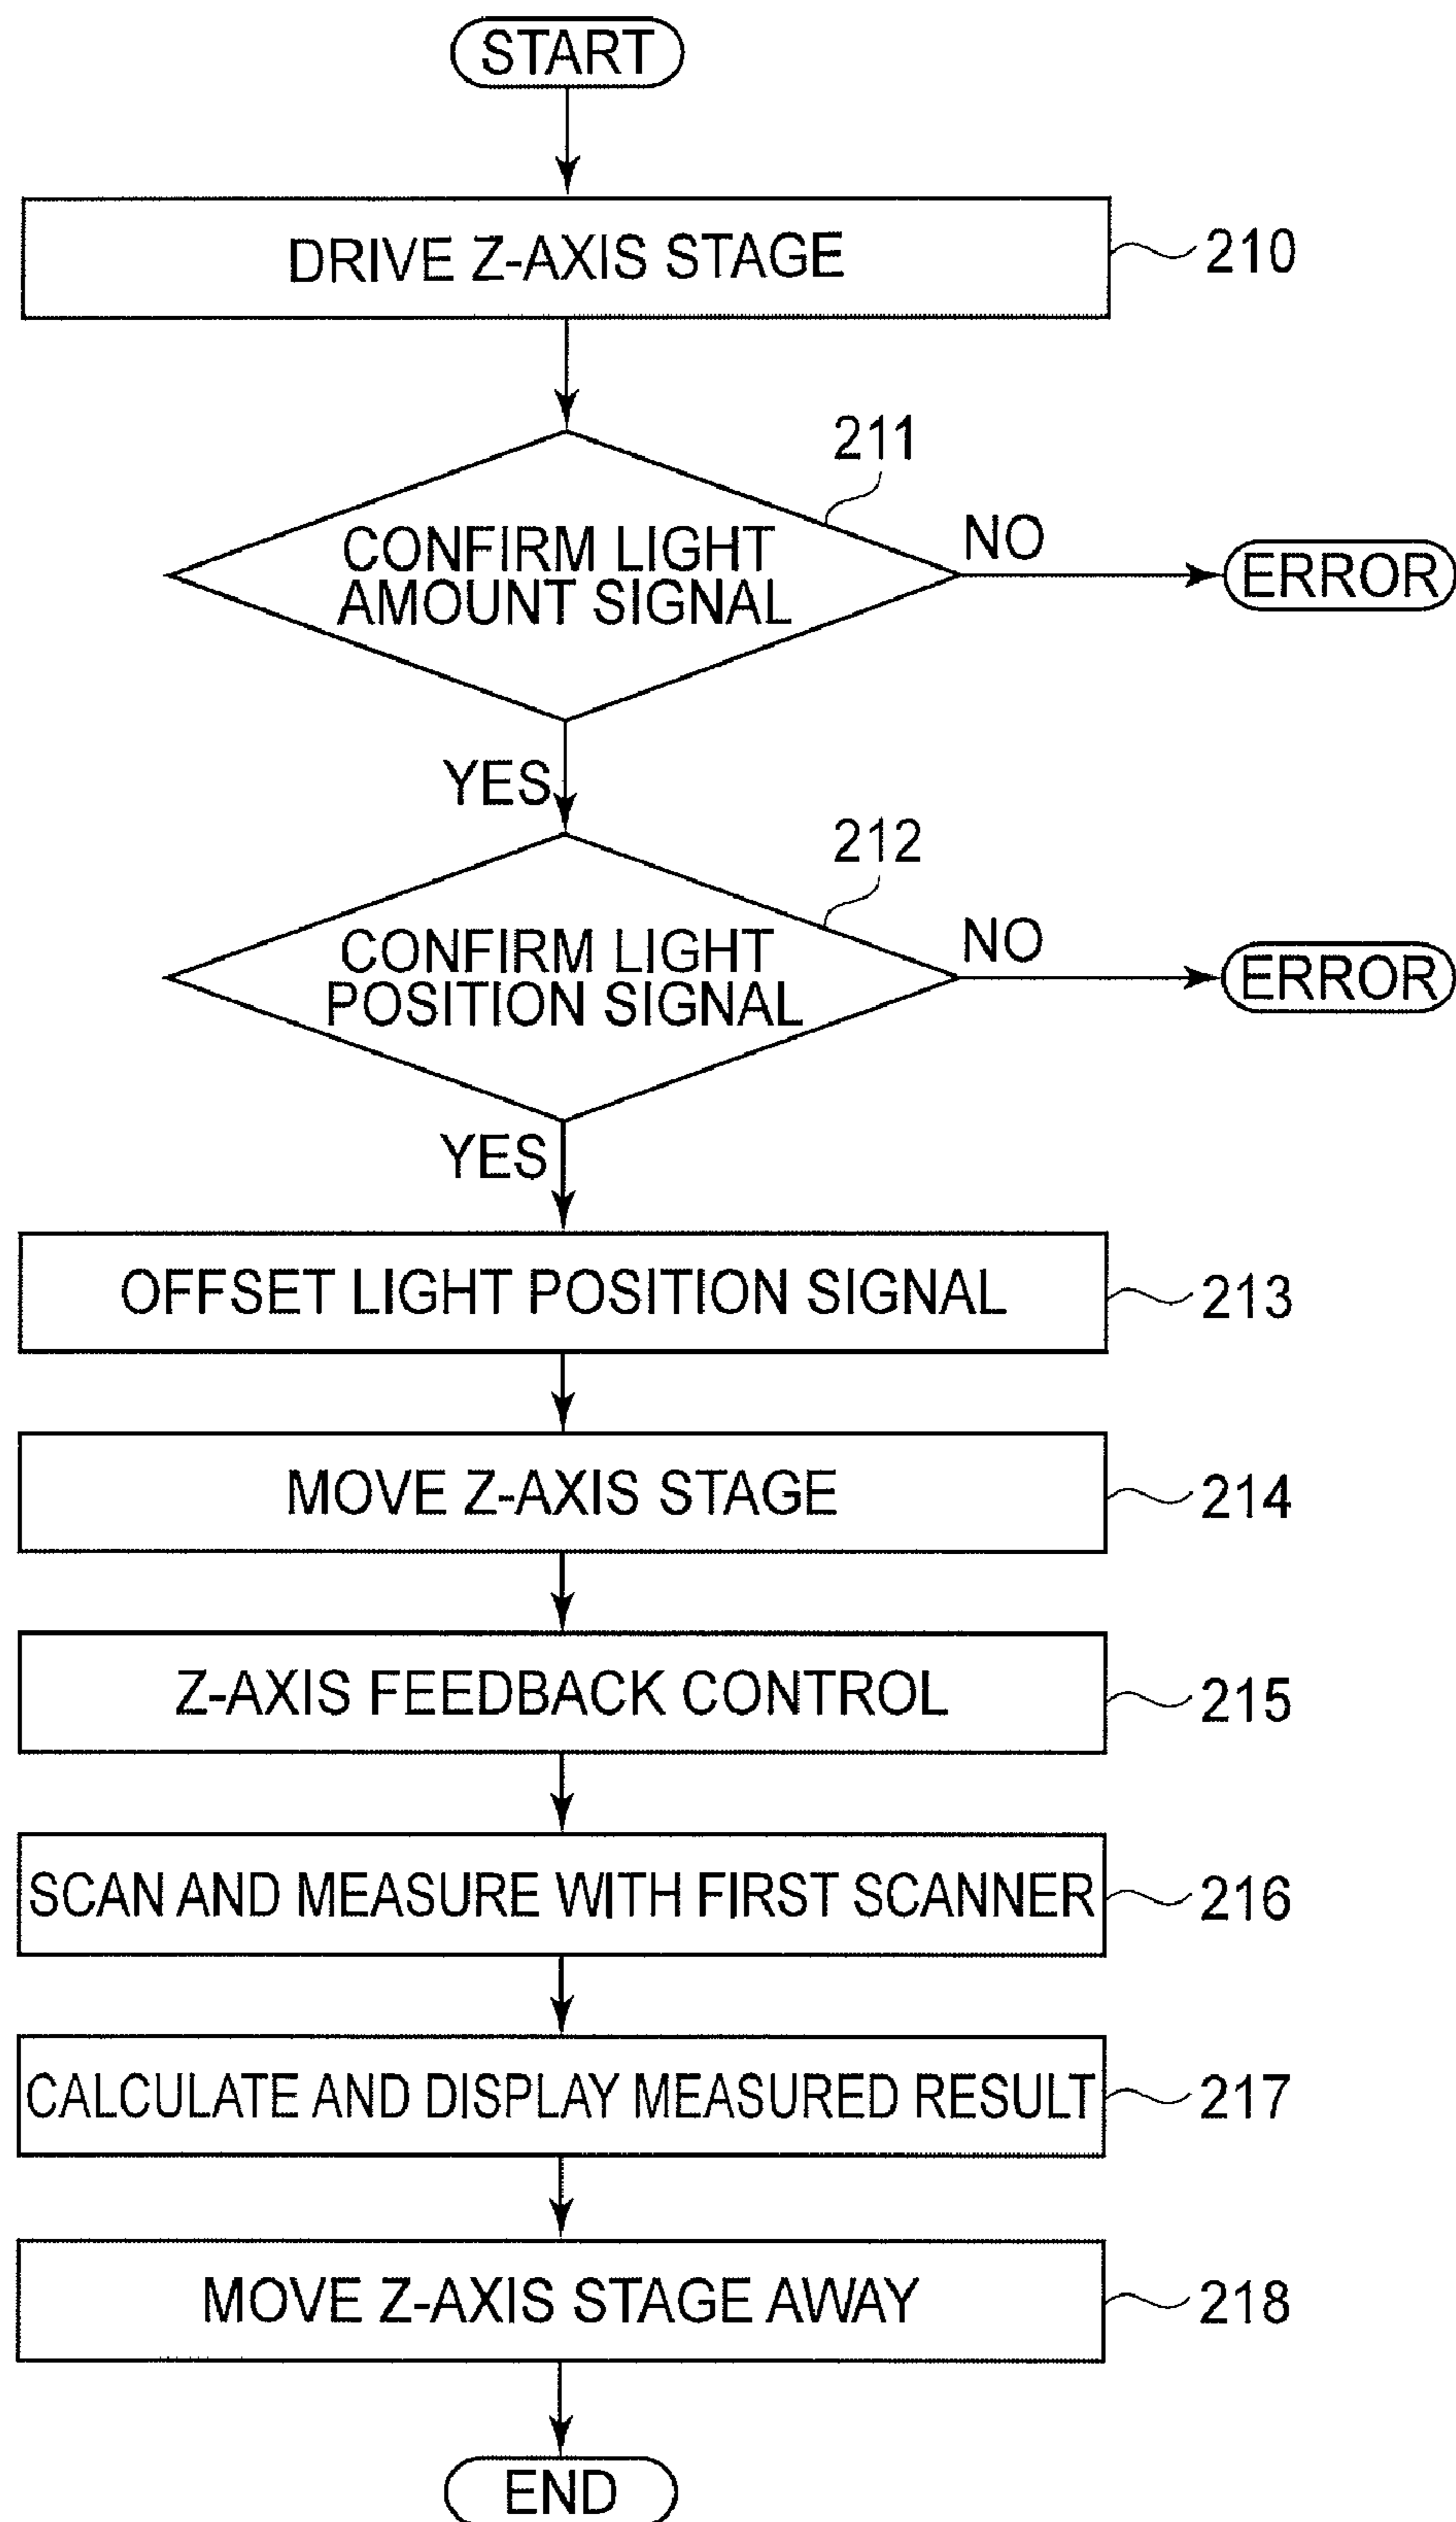 START
DRIVE Z-AXIS STAGE
210
211
CONFIRM LIGHT
AMOUNT SIGNAL
NO
ERROR
YES
212
CONFIRM LIGHT
POSITION SIGNAL
NO
ERROR
YES
OFFSET LIGHT POSITION SIGNAL
213
MOVE Z-AXIS STAGE
214
Z-AXIS FEEDBACK CONTROL
215
SCAN AND MEASURE WITH FIRST SCANNER
216
CALCULATE AND DISPLAY MEASURED RESULT
217
MOVE Z-AXIS STAGE AWAY
218
END